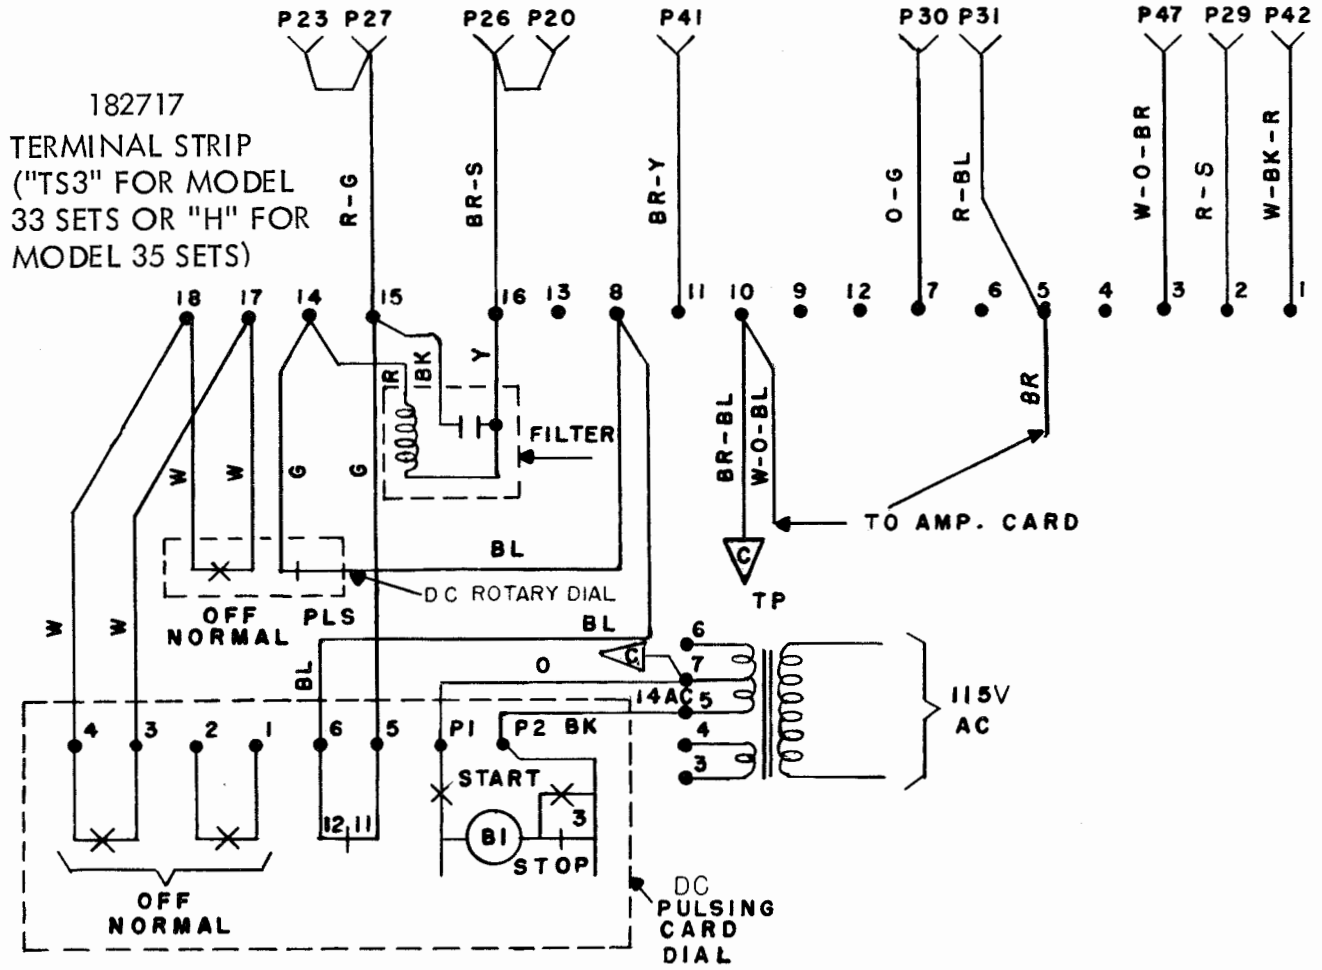 P23 P27 P26 P20 P41 P30 P31 P47 P29 P42
182717
TERMINAL STRIP
("TS3" FOR MODEL
33 SETS OR "H" FOR
MODEL 35 SETS)
R-G
BR-S
BR-Y
O-G
R-BL
W-O-BR
R-S
W-BK-R
18 17 14 15 16 13 8 11 10 9 12 7 6 5 4 3 2 1
R
BK
Y
FILTER
W
W
G
G
BR-BL
W-O-BL
BR
TO AMP. CARD
C
BL
DC ROTARY DIAL
OFF
NORMAL
PLS
W
W
BL
BL
O
C
TP
6
7
14AC 5
4
3
115V
AC
4 3 2 1 6 5 P1 P2 BK
START
12 11
B1
3
STOP
OFF
NORMAL
DC
PULSING
CARD
DIAL